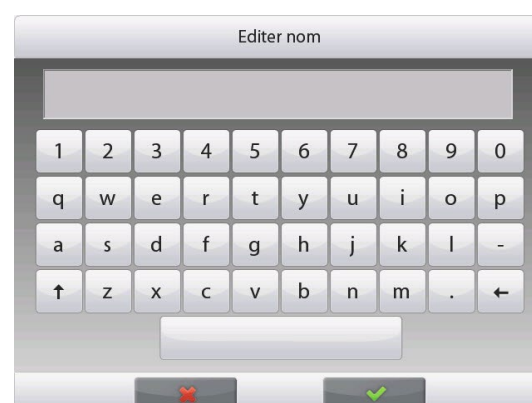 Editer nom
1 2 3 4 5 6 7 8 9 0
q w e r t y u i o p
a s d f g h j k l -
↑ z x c v b n m . ←